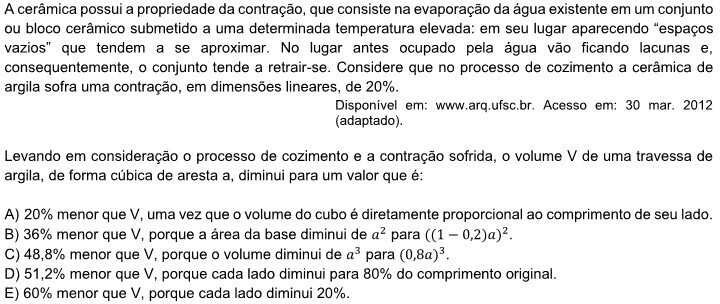 A cerâmica possui a propriedade da contração, que consiste na evaporação da água existente em um conjunto
ou bloco cerâmico submetido a uma determinada temperatura elevada: em seu lugar aparecendo “espaços
vazios” que tendem a se aproximar. No lugar antes ocupado pela água vão ficando lacunas e,
consequentemente, o conjunto tende a retrair-se. Considere que no processo de cozimento a cerâmica de
argila sofra uma contração, em dimensões lineares, de 20%.
Disponível em: www.arq.ufsc.br. Acesso em: 30 mar. 2012
(adaptado).
Levando em consideração o processo de cozimento e a contração sofrida, o volume V de uma travessa de
argila, de forma cúbica de aresta a, diminui para um valor que é:
A) 20% menor que V, uma vez que o volume do cubo é diretamente proporcional ao comprimento de seu lado.
B) 36% menor que V, porque a área da base diminui de a² para ((1 − 0,2)a)².
C) 48,8% menor que V, porque o volume diminui de a³ para (0,8a)³.
D) 51,2% menor que V, porque cada lado diminui para 80% do comprimento original.
E) 60% menor que V, porque cada lado diminui 20%.